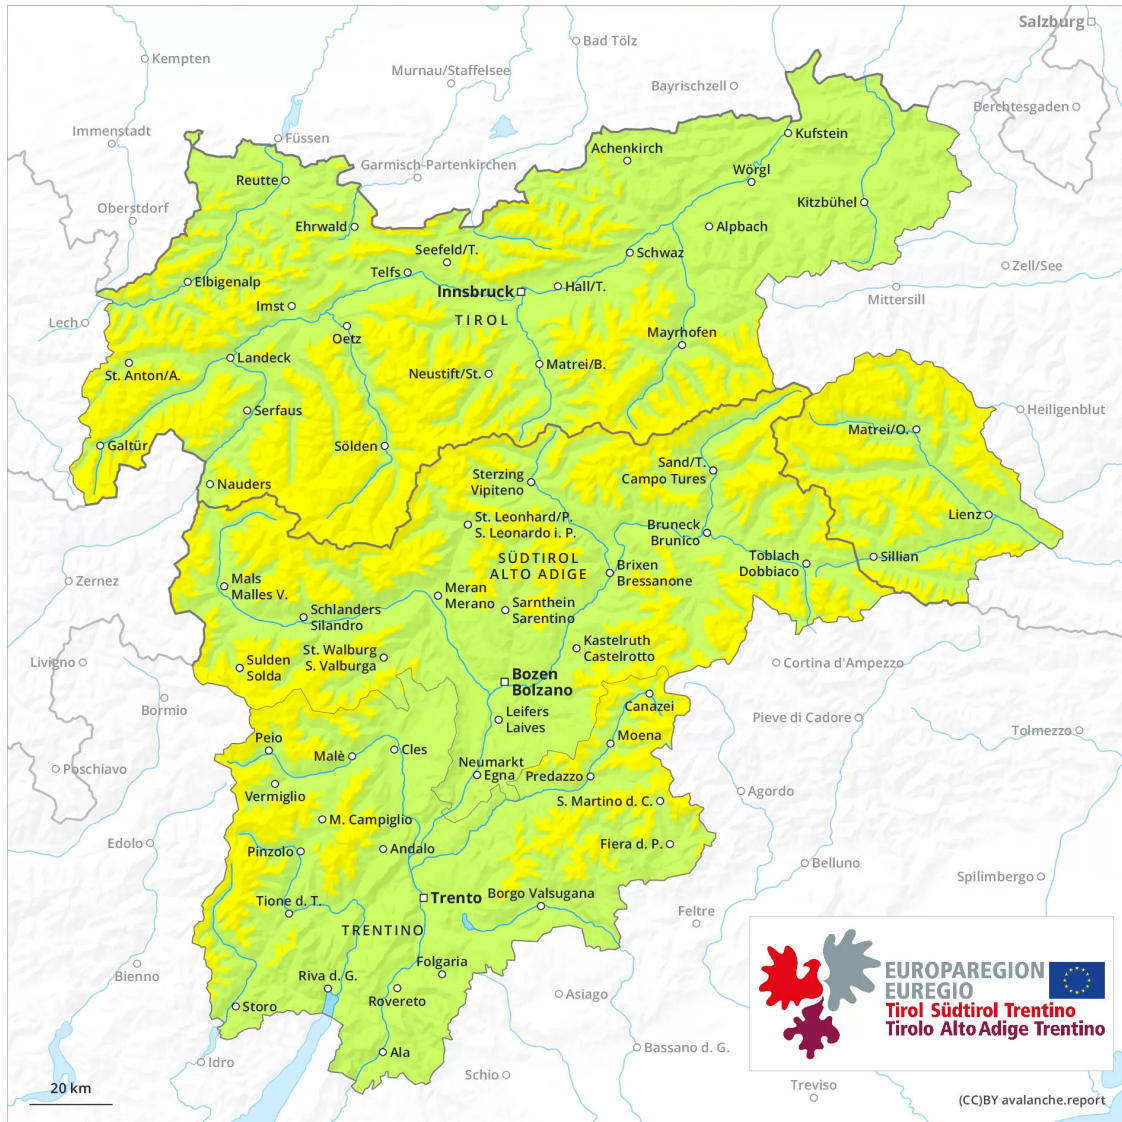 Salzburg
Bad Tölz
Kempten
Murnau/Staffelsee
Bayrischzell
Berchtesgaden
Immenstadt
Füssen
Kufstein
Achenkirch
Garmisch-Partenkirchen
Wörgl
Reutte
Oberstdorf
Kitzbühel
Ehrwald
Alpbach
Seefeld/T.
Schwaz
Zell/See
Telfs
Elbigenalp
Hall/T.
Innsbruck
Mittersill
Imst
TIROL
Lech
Oetz
Mayrhofen
Landeck
Matrei/B.
St. Anton/A.
Neustift/St.
Serfaus
Heiligenblut
Matrei/O.
Galtür
Sölden
Sand/T.
Campo Tures
Sterzing
Vipiteno
Nauders
Lienz
St. Leonhard/P.
S. Leonardo i. P.
Bruneck
Brunico
SÜDTIROL
ALTO ADIGE
Toblach
Dobbiaco
Sillian
Brixen
Bressanone
Zernez
Mals
Malles V.
Meran
Merano
Sarnthein
Sarentino
Schlanders
Silandro
Kastelruth
Castelrotto
St. Walburg
S. Valburga
Livigno
Sulden
Solda
Cortina d'Ampezzo
Bozen
Bolzano
Bormio
Canazei
Leifers
Laives
Pieve di Cadore
Tolmezzo
Moena
Peio
Cles
Malè
Neumarkt
Egna
Predazzo
Poschiavo
Vermiglio
Agordo
S. Martino d. C.
M. Campiglio
Edolo
Pinzolo
Andalo
Fiera d. P.
Belluno
Spilimbergo
Borgo Valsugana
Trento
Tione d. T.
Feltre
TRENTINO
Folgaria
Bienno
Riva d. G.
Rovereto
Asiago
Storo
EUROPAREGION
EUREGIO
Tirol Südtirol Trentino
Tirolo Alto Adige Trentino
Ala
Idro
Bassano d. G.
Schio
Treviso
20 km
(CC)BY avalanche.report